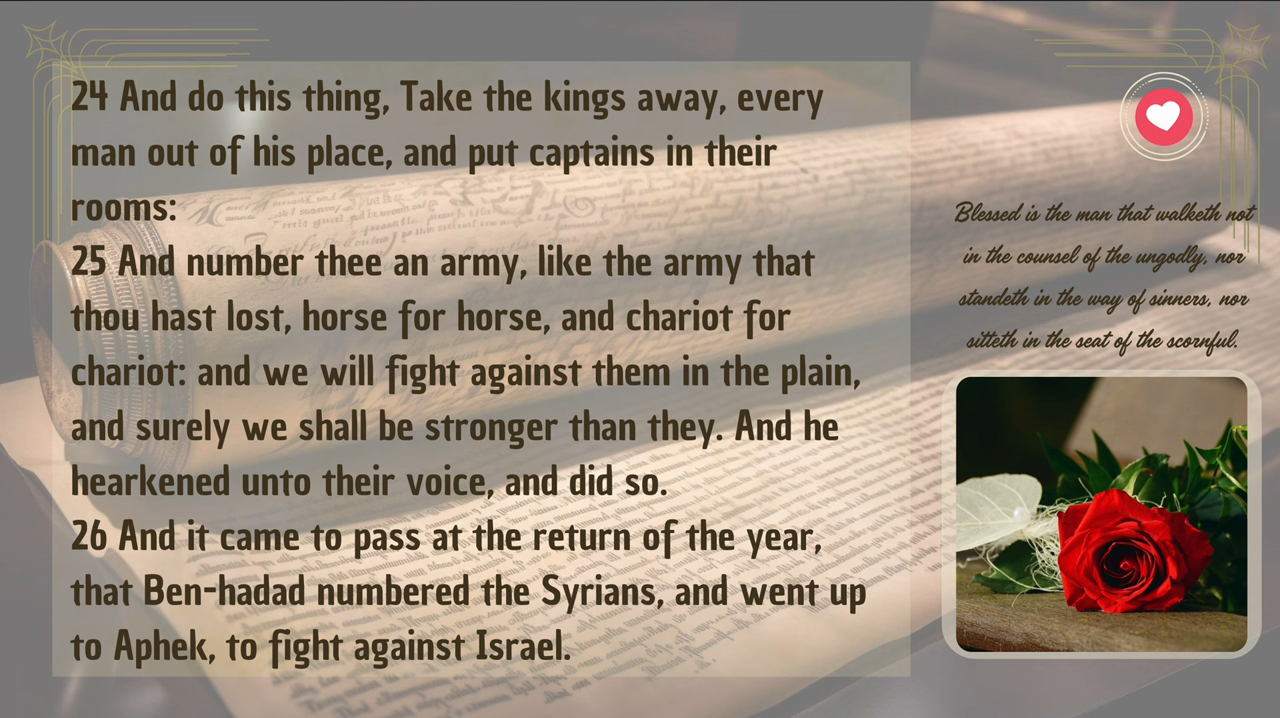 24 And do this thing, Take the kings away, every
man out of his place, and put captains in their
rooms:
25 And number thee an army, like the army that
thou hast lost, horse for horse, and chariot for
chariot: and we will fight against them in the plain,
and surely we shall be stronger than they. And he
hearkened unto their voice, and did so.
26 And it came to pass at the return of the year,
that Ben-hadad numbered the Syrians, and went up
to Aphek, to fight against Israel.
Blessed is the man that walketh not
in the counsel of the ungodly, nor
standeth in the way of sinners, nor
sitteth in the seat of the scornful.